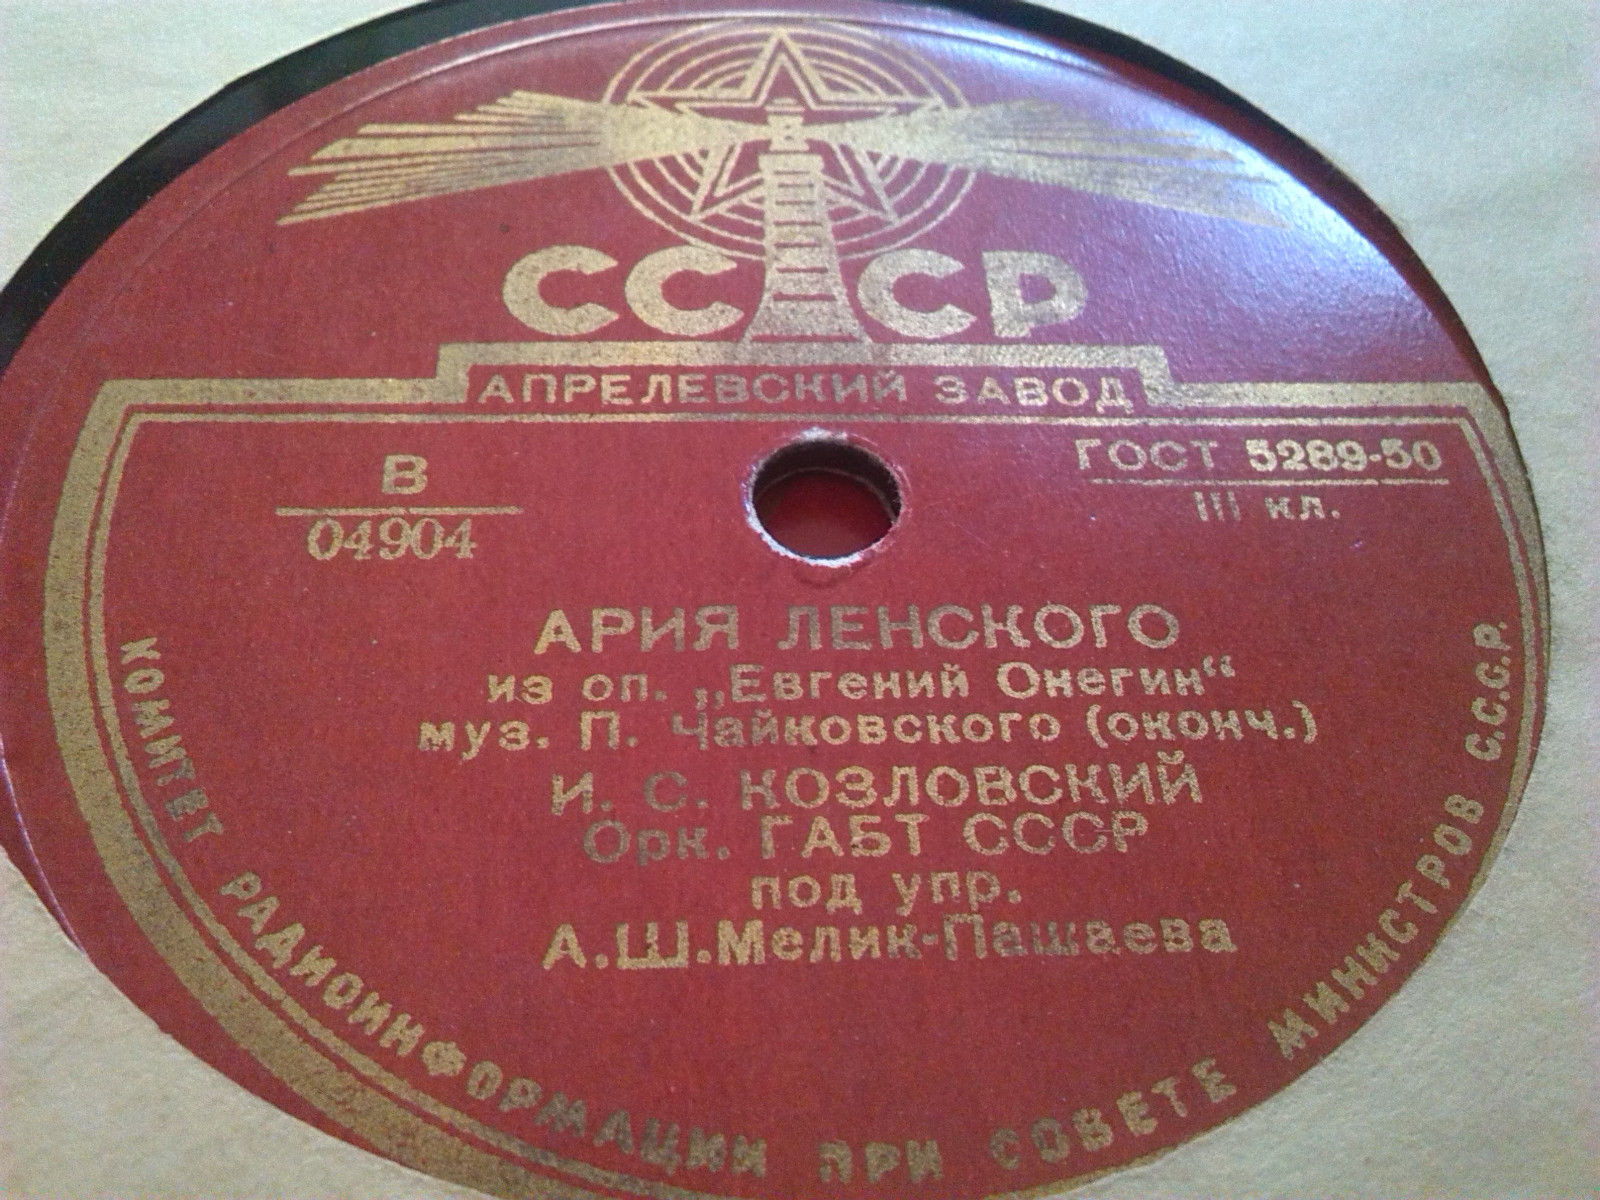 СССР
АПРЕЛЕВСКИЙ ЗАВОД
В
04904
ГОСТ 5289-50
III кл.
АРИЯ ЛЕНСКОГО
из оп. „Евгений Онегин“
муз. П. Чайковского (оконч.)
И. С. КОЗЛОВСКИЙ
Орк. ГАБТ СССР
под упр.
А.Ш.Мелик-Пашаева
КОМИТЕТ РАДИОИНФОРМАЦИИ ПРИ СОВЕТЕ МИНИСТРОВ С.С.С.Р.